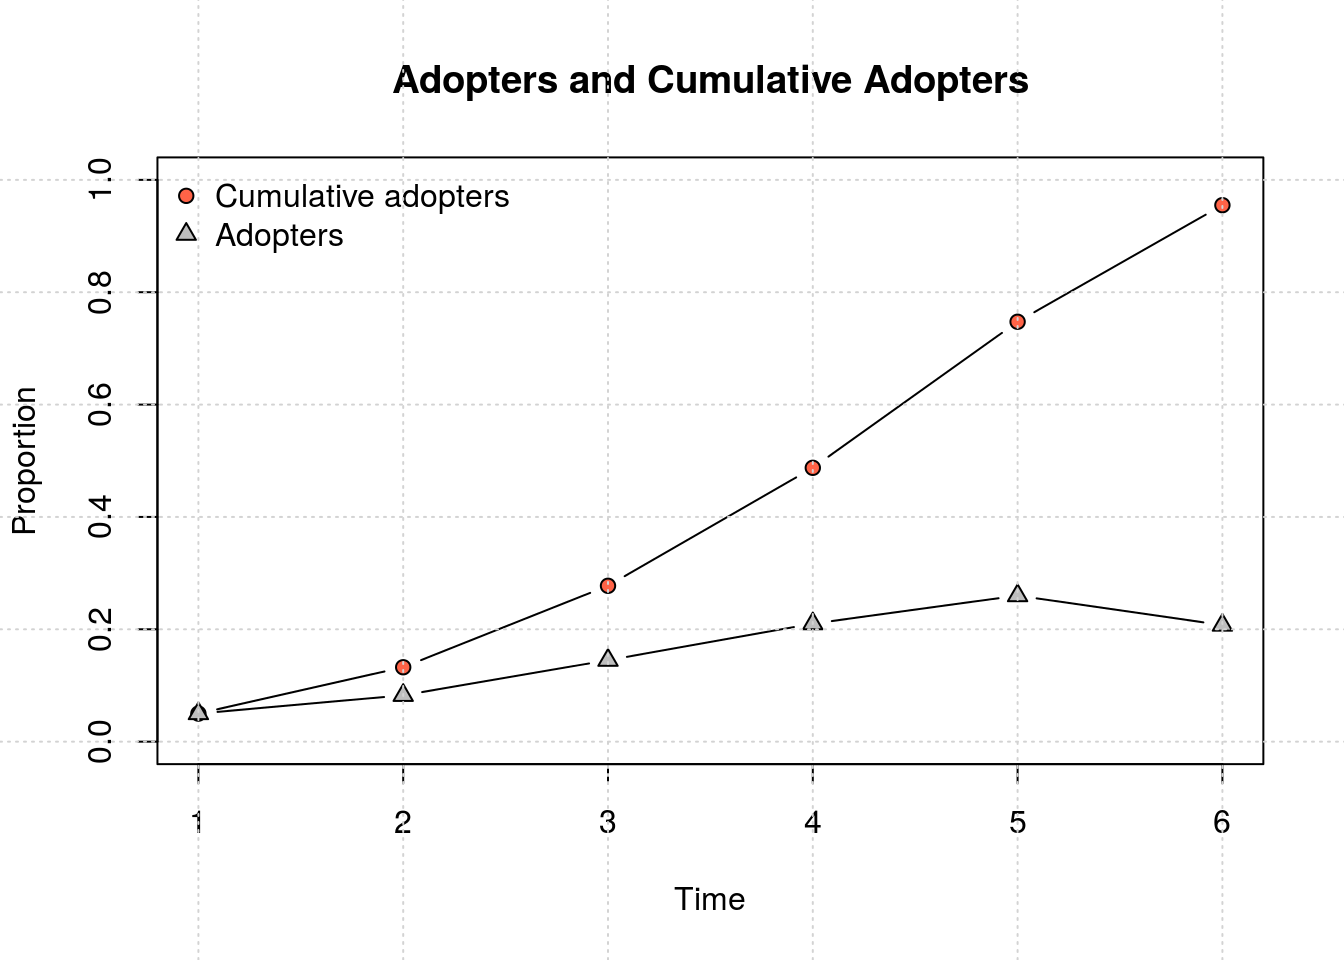 Adopters and Cumulative Adopters
Cumulative adopters
Adopters
1.0
0.8
0.6
0.4
0.2
0.0
Proportion
1 2 3 4 5 6
Time